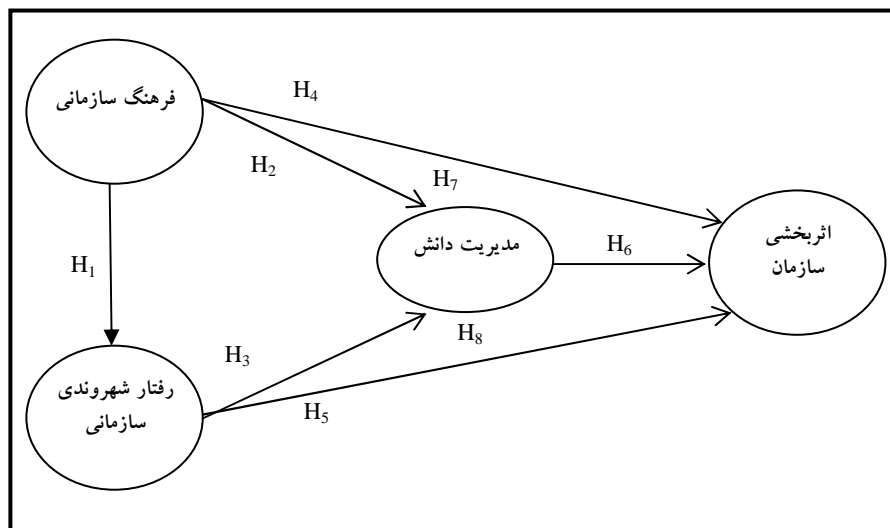 فرهنگ سازمانی
H₄
H₂
H₇
مدیریت دانش
H₆
اثربخشی
سازمان
H₁
H₃
H₈
رفتار شهروندی
سازمانی
H₅